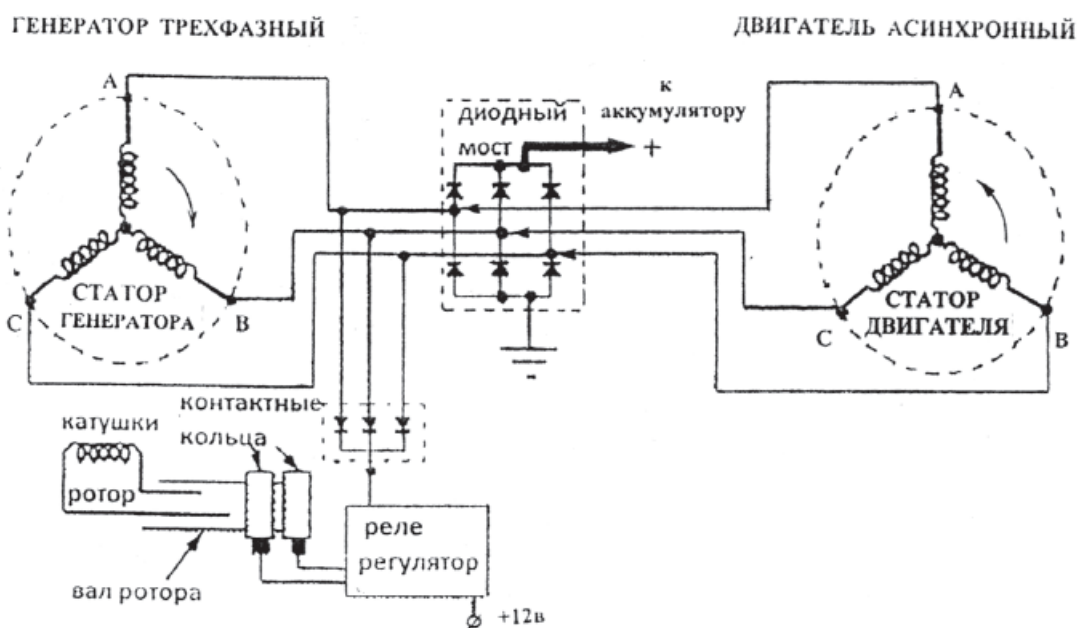 ГЕНЕРАТОР ТРЕХФАЗНЫЙ
ДВИГАТЕЛЬ АСИНХРОННЫЙ
A
A
к
аккумулятору
+
диодный
мост
СТАТОР
ГЕНЕРАТОРА
C
B
СТАТОР
ДВИГАТЕЛЯ
C
B
контактные
кольца
катушки
ротор
вал ротора
реле
регулятор
+12в